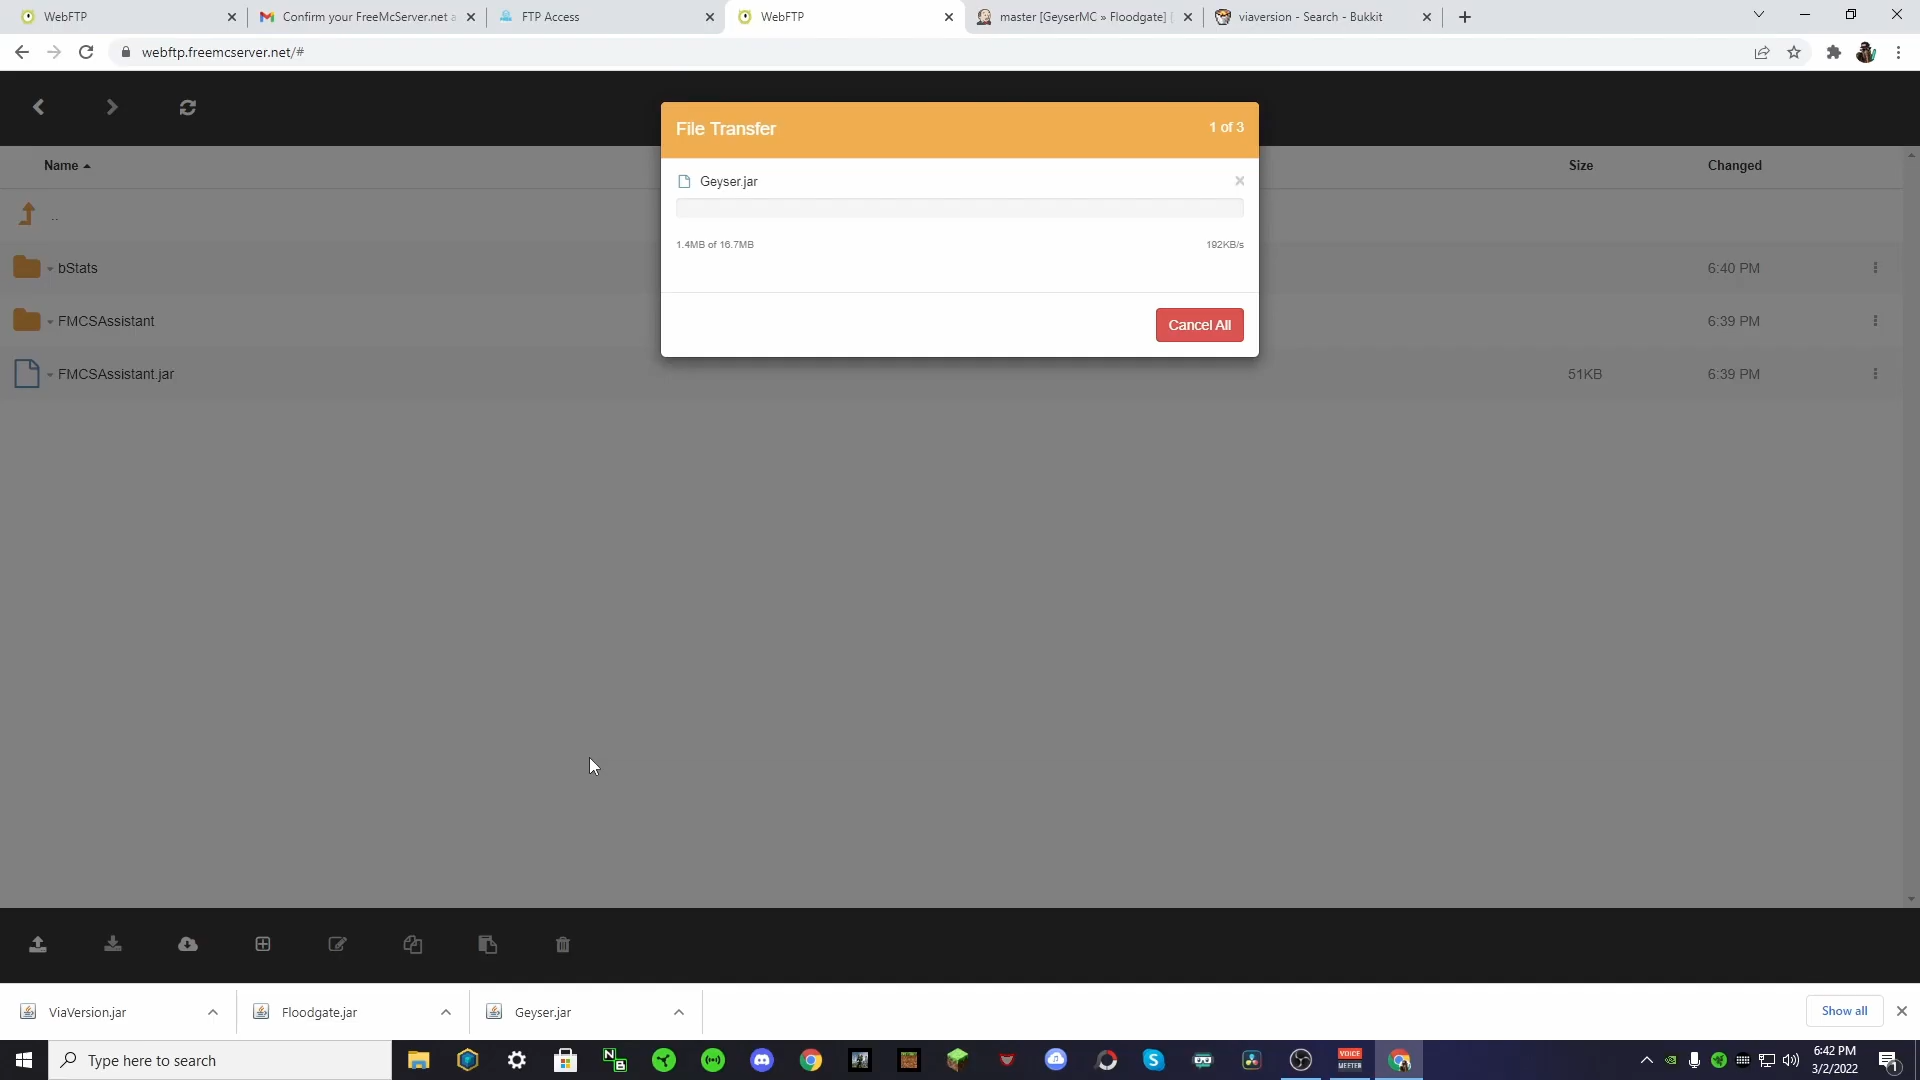 WebFTP
Confirm your FreeMcServer.net a
FTP Access
WebFTP
master [GeyserMC » Floodgate] [
viaversion - Search - Bukkit
webftp.freemcserver.net/#
File Transfer
1 of 3
Name
Size
Changed
Geyser.jar
..
1.4MB of 16.7MB
192KB/s
bStats
6:40 PM
FMCSAssistant
6:39 PM
Cancel All
FMCSAssistant.jar
51KB
6:39 PM
ViaVersion.jar
Floodgate.jar
Geyser.jar
Show all
Type here to search
N
B
VOICE
MEETER
6:42 PM
3/2/2022
1